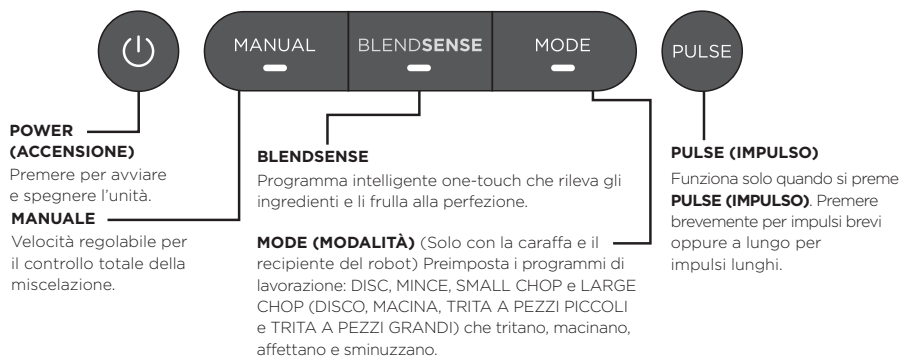 MANUAL
BLENDSENSE
MODE
PULSE
POWER
(ACCENSIONE)
Premere per avviare
e spegnere l'unità.
MANUALE
Velocità regolabile per
il controllo totale della
miscelazione.
BLENDSENSE
Programma intelligente one-touch che rileva gli
ingredienti e li frulla alla perfezione.
MODE (MODALITÀ) (Solo con la caraffa e il
recipiente del robot) Preimposta i programmi di
lavorazione: DISC, MINCE, SMALL CHOP e LARGE
CHOP (DISCO, MACINA, TRITA A PEZZI PICCOLI
e TRITA A PEZZI GRANDI) che tritano, macinano,
affettano e sminuzzano.
PULSE (IMPULSO)
Funziona solo quando si preme
PULSE (IMPULSO). Premere
brevemente per impulsi brevi
oppure a lungo per
impulsi lunghi.